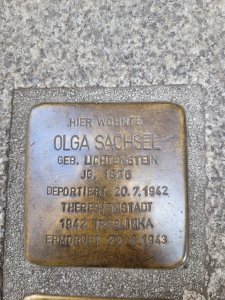 HIER WOHNTE
OLGA SACHSEL
GEB. LICHTENSTEIN
JG. 1876
DEPORTIERT 20.7.1942
THERESIENSTADT
1942 TREBLINKA
ERMORDET